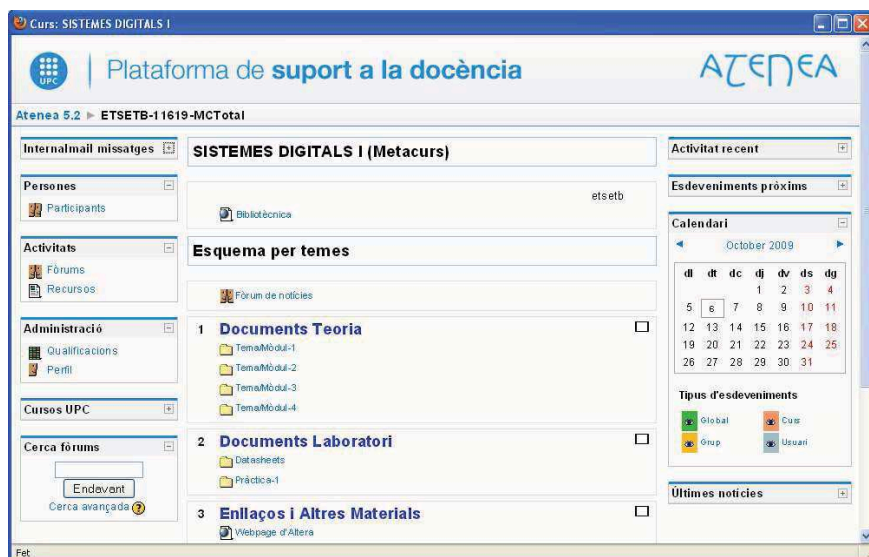 Curs: SISTEMES DIGITALS I
UPC
Plataforma de suport a la docència
ATENEA
Atenea 5.2 ► ETSETB-11619-MCTotal
Internalmail missatges
Persones
Participants
Activitats
Fòrums
Recursos
Administració
Qualificacions
Perfil
Cursos UPC
Cerca fòrums
Endavant
Cerca avançada
SISTEMES DIGITALS I (Metacurs)
etsetb
Bibliotècnica
Esquema per temes
Fòrum de notícies
1 Documents Teoria
Tema/Mòdul-1
Tema/Mòdul-2
Tema/Mòdul-3
Tema/Mòdul-4
2 Documents Laboratori
Datasheets
Pràctica-1
3 Enllaços i Altres Materials
Webpage d'Altera
Activitat recent
Esdeveniments pròxims
Calendari
October 2009
dl dt dc dj dv ds dg
1 2 3 4
5 6 7 8 9 10 11
12 13 14 15 16 17 18
19 20 21 22 23 24 25
26 27 28 29 30 31
Tipus d'esdeveniments
Global Curs
Grup Usuari
Últimes notícies
Fet